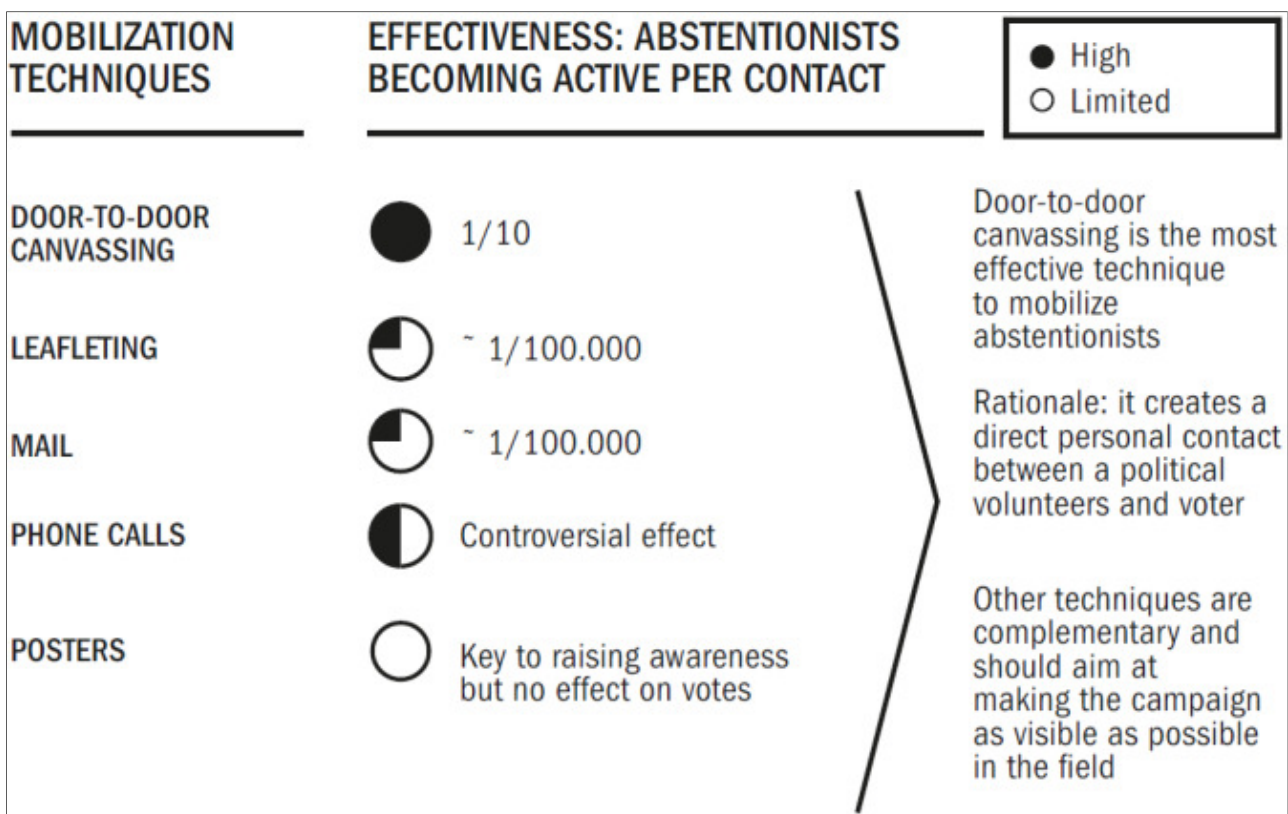 MOBILIZATION
TECHNIQUES
EFFECTIVENESS: ABSTENTIONISTS
BECOMING ACTIVE PER CONTACT
High
Limited
DOOR-TO-DOOR
CANVASSING
1/10
LEAFLETING
~ 1/100.000
MAIL
~ 1/100.000
PHONE CALLS
Controversial effect
POSTERS
Key to raising awareness
but no effect on votes
Door-to-door
canvassing is the most
effective technique
to mobilize
abstentionists
Rationale: it creates a
direct personal contact
between a political
volunteers and voter
Other techniques are
complementary and
should aim at
making the campaign
as visible as possible
in the field